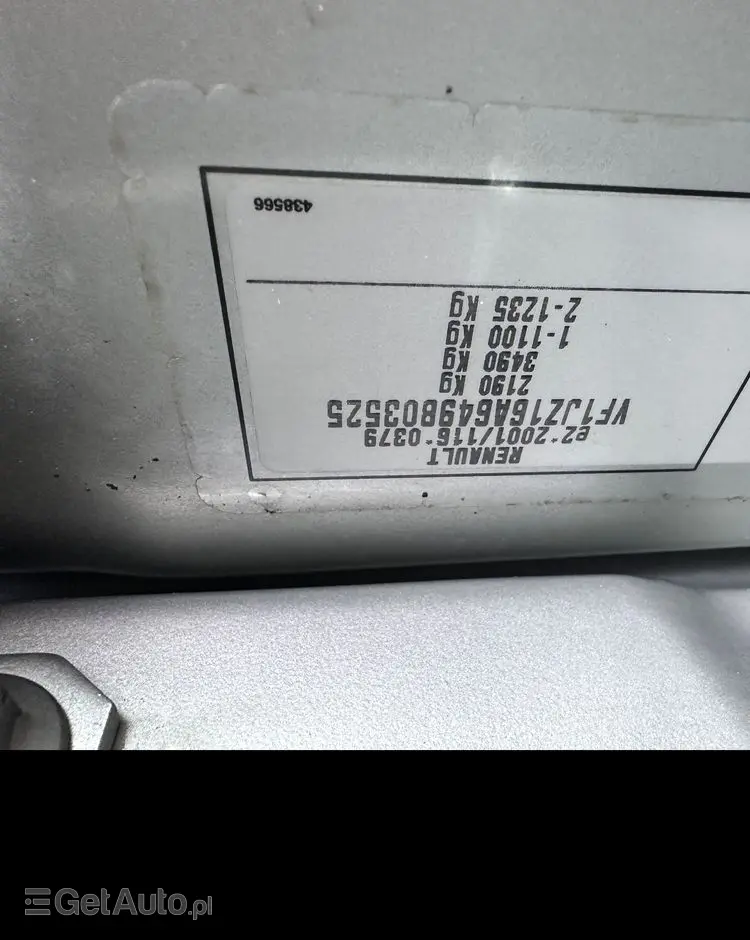 RENAULT
e2*2001/116*0379
VF1JZ16A649803525
2190 Kg
3490 Kg
1-1100 Kg
2-1235 Kg
438566
GetAuto.pl